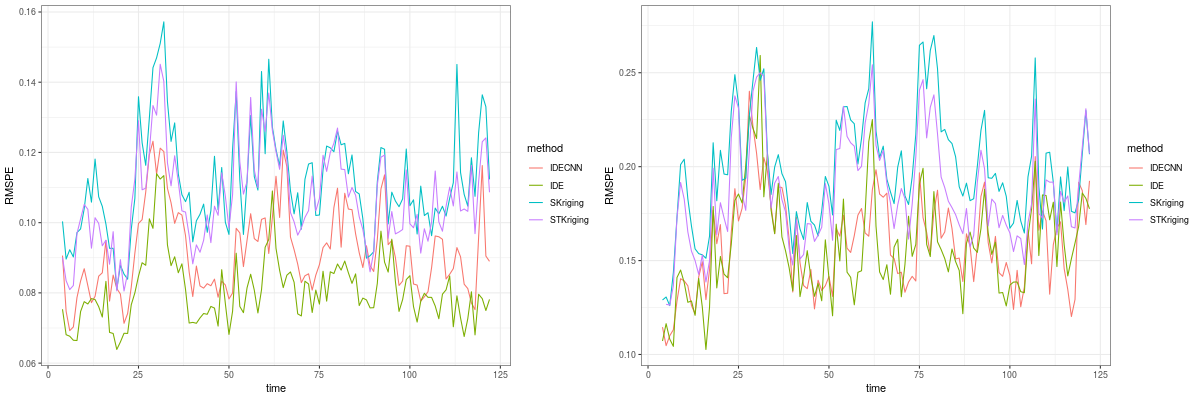 RMSPE
0.16
0.14
0.12
0.10
0.08
0.06
0
25
50
75
100
125
time
method
IDECNN
IDE
SKriging
STKriging
RMSPE
0.25
0.20
0.15
0.10
0
25
50
75
100
125
time
method
IDECNN
IDE
SKriging
STKriging